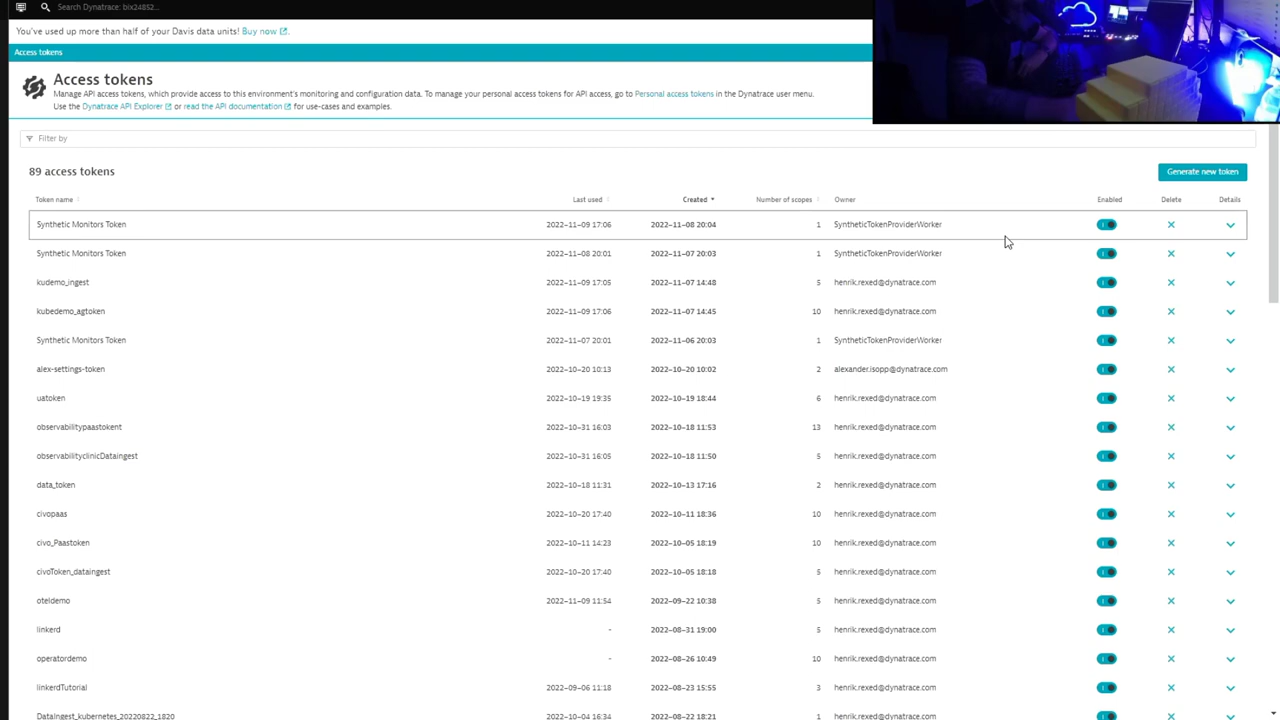 Search Dynatrace: bix24852...
You've used up more than half of your Davis data units! Buy now.
Access tokens
Access tokens
Manage API access tokens, which provide access to this environment's monitoring and configuration data. To manage your personal access tokens for API access, go to Personal access tokens in the Dynatrace user menu.
Use the Dynatrace API Explorer or read the API documentation for use-cases and examples.
Filter by
89 access tokens Generate new token
Token name Last used Created Number of scopes Owner Enabled Delete Details
Synthetic Monitors Token 2022-11-09 17:06 2022-11-08 20:04 1 SyntheticTokenProviderWorker
Synthetic Monitors Token 2022-11-08 20:01 2022-11-07 20:03 1 SyntheticTokenProviderWorker
kudemo_ingest 2022-11-09 17:05 2022-11-07 14:48 5 henrik.rexed@dynatrace.com
kubedemo_agtoken 2022-11-09 17:06 2022-11-07 14:45 10 henrik.rexed@dynatrace.com
Synthetic Monitors Token 2022-11-07 20:01 2022-11-06 20:03 1 SyntheticTokenProviderWorker
alex-settings-token 2022-10-20 10:13 2022-10-20 10:02 2 alexander.isopp@dynatrace.com
uatoken 2022-10-19 19:35 2022-10-19 18:44 6 henrik.rexed@dynatrace.com
observabilitypaastokent 2022-10-31 16:03 2022-10-18 11:53 13 henrik.rexed@dynatrace.com
observabilityclinicDataingest 2022-10-31 16:05 2022-10-18 11:50 5 henrik.rexed@dynatrace.com
data_token 2022-10-18 11:31 2022-10-13 17:16 2 henrik.rexed@dynatrace.com
civopaas 2022-10-20 17:40 2022-10-11 18:36 10 henrik.rexed@dynatrace.com
civo_Paastoken 2022-10-11 14:23 2022-10-05 18:19 10 henrik.rexed@dynatrace.com
civoToken_dataingest 2022-10-20 17:40 2022-10-05 18:18 5 henrik.rexed@dynatrace.com
oteldemo 2022-11-09 11:54 2022-09-22 10:38 5 henrik.rexed@dynatrace.com
linkerd - 2022-08-31 19:00 5 henrik.rexed@dynatrace.com
operatordemo - 2022-08-26 10:49 10 henrik.rexed@dynatrace.com
linkerdTutorial 2022-09-06 11:18 2022-08-23 15:55 3 henrik.rexed@dynatrace.com
DataIngest_kubernetes_20220822_1820 2022-10-04 16:34 2022-08-22 18:21 1 henrik.rexed@dynatrace.com